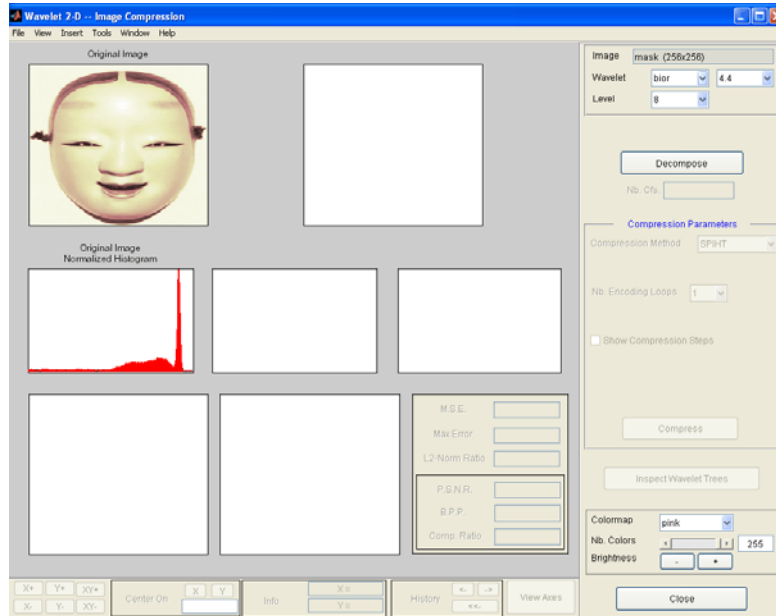 Wavelet 2-D -- Image Compression
File View Insert Tools Window Help
Original Image
Original Image
Normalized Histogram
M.S.E.
Max Error
L2-Norm Ratio
P.S.N.R.
B.P.P.
Comp. Ratio
Image mask (256x256)
Wavelet bior 4.4
Level 8
Decompose
Nb. Cfs
Compression Parameters
Compression Method SPIHT
Nb. Encoding Loops 1
Show Compression Steps
Compress
Inspect Wavelet Trees
Colormap pink
Nb. Colors 255
Brightness - +
X+ Y+ XY+
X- Y- XY-
Center On X Y
Info X = 
Y =
History <- ->
<<-
View Axes
Close